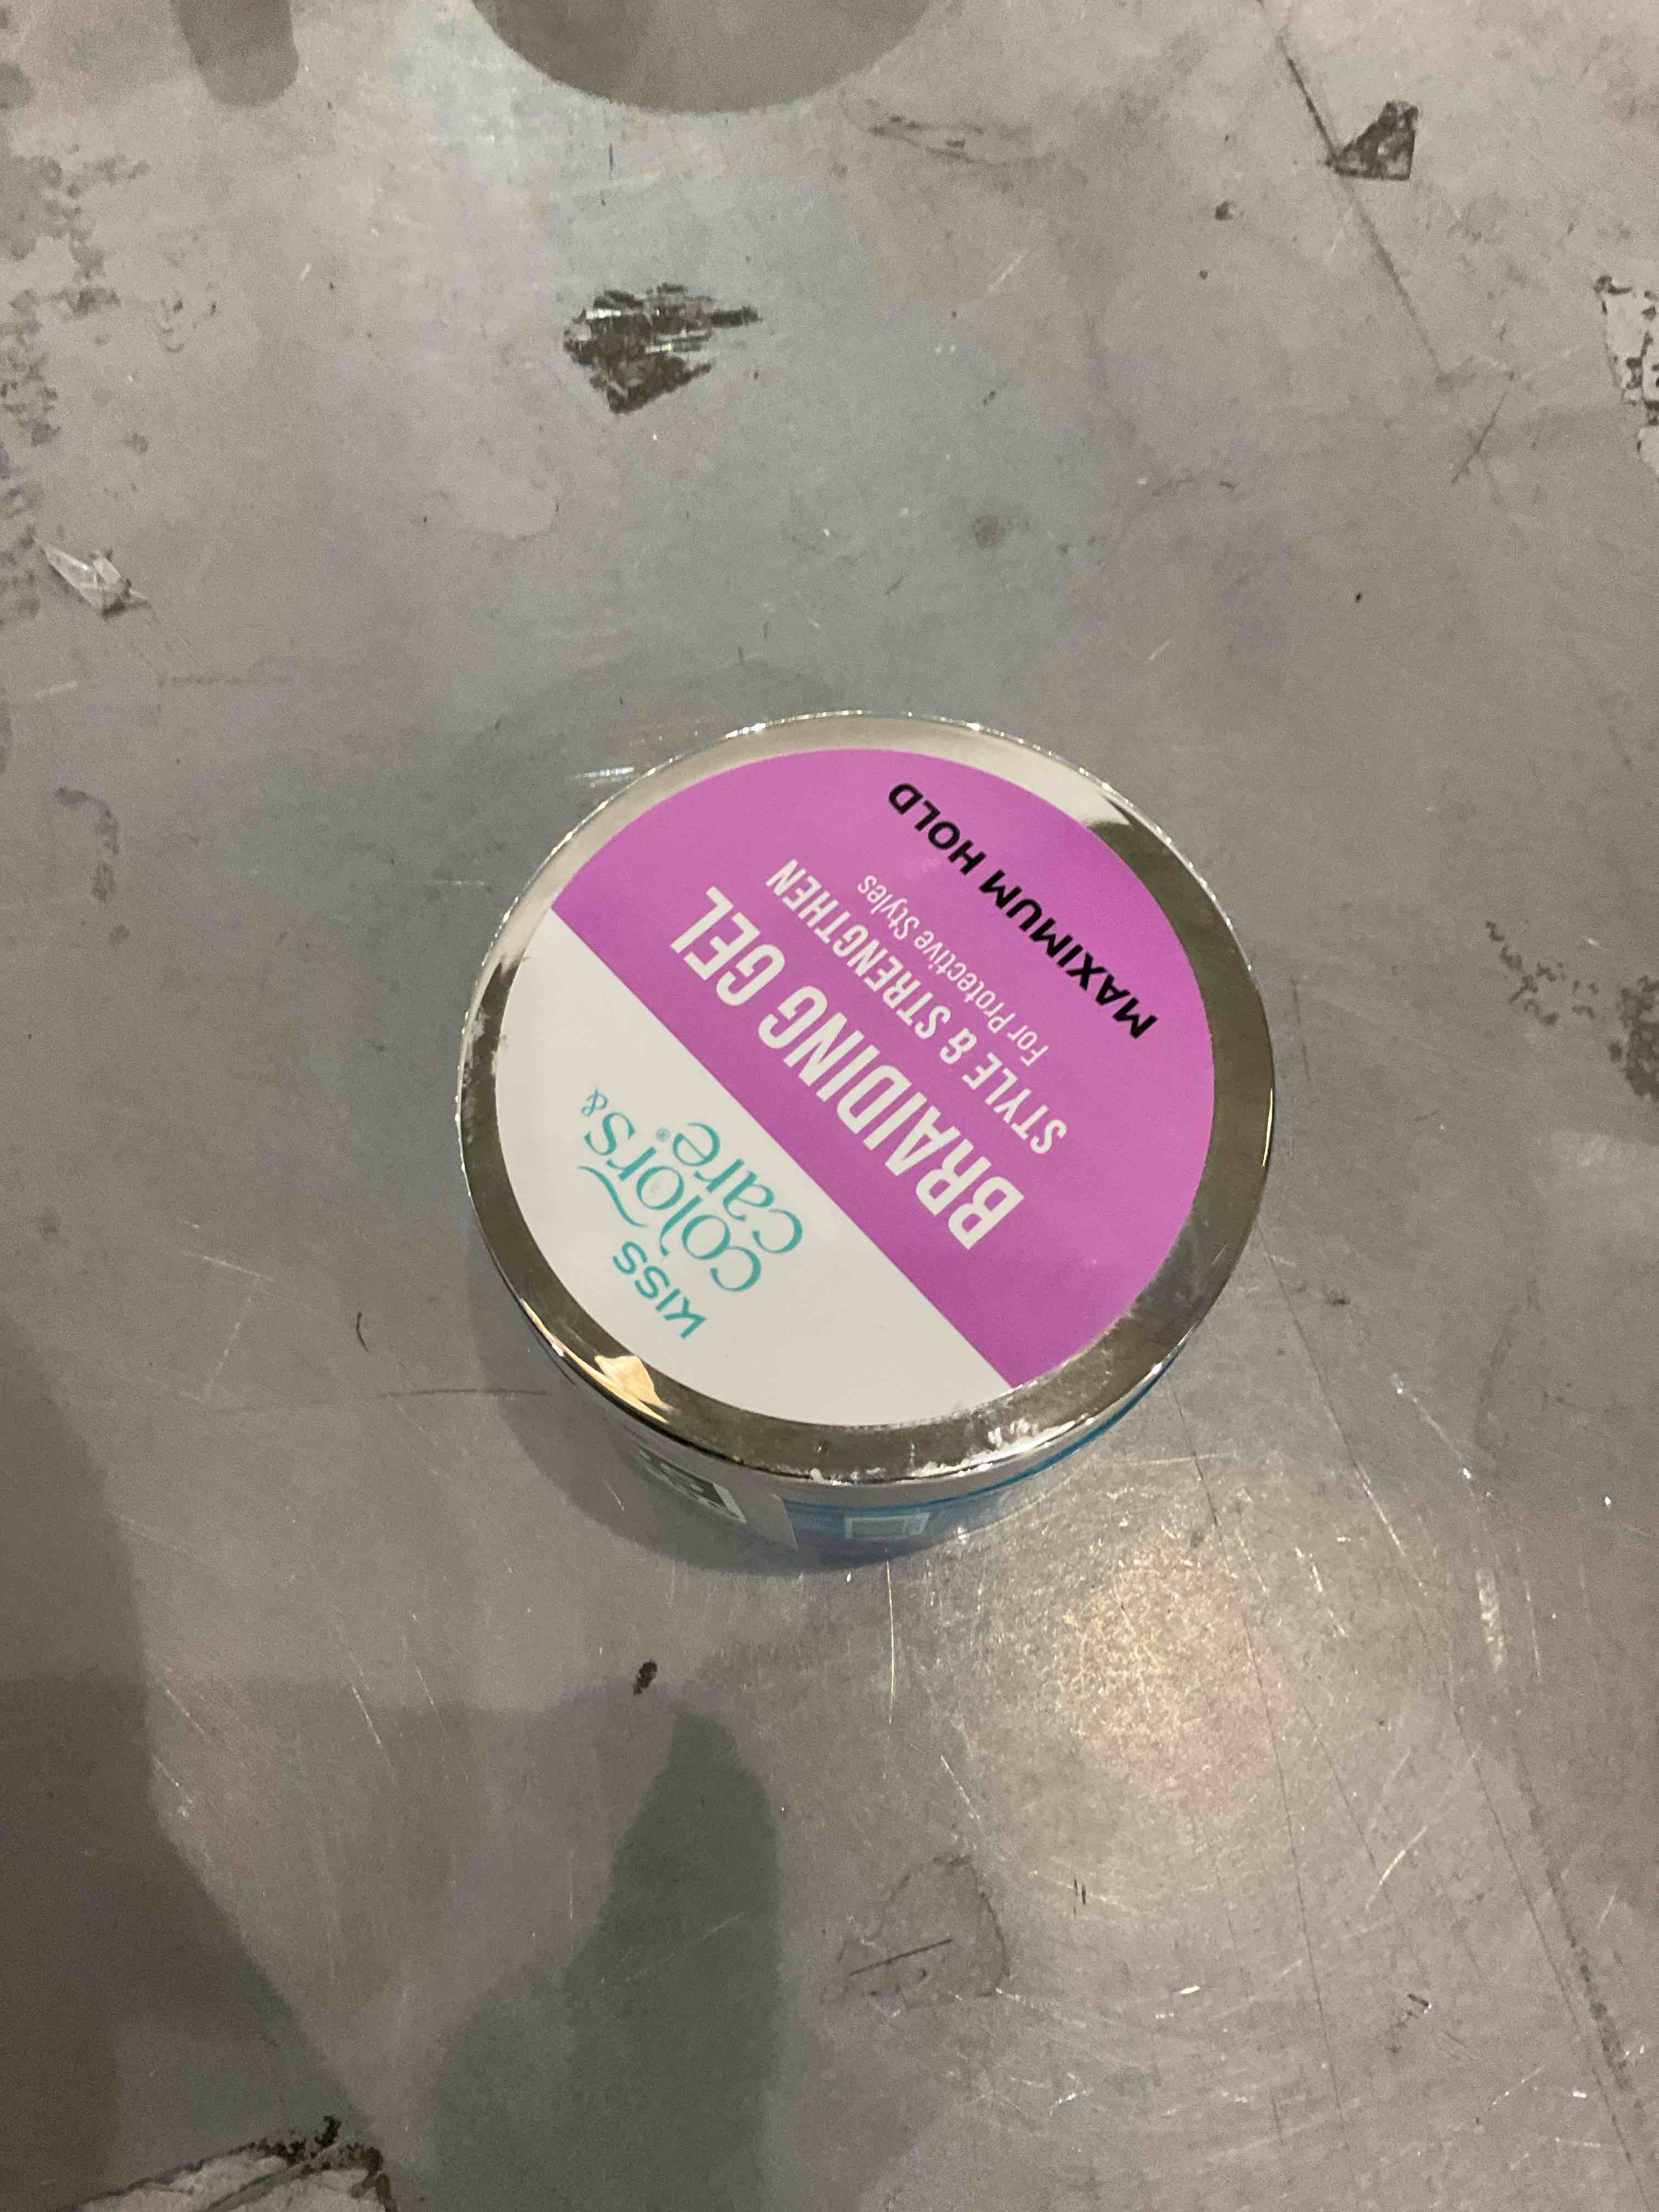 KISS
colors &
care®
BRAIDING GEL
STYLE & STRENGTHEN
For Protective Styles
MAXIMUM HOLD